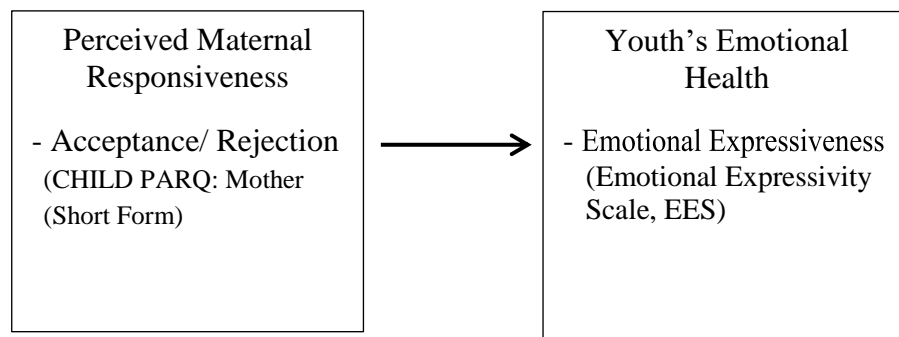 Perceived Maternal
Responsiveness
- Acceptance/ Rejection
(CHILD PARQ: Mother
(Short Form)
Youth’s Emotional
Health
- Emotional Expressiveness
(Emotional Expressivity
Scale, EES)